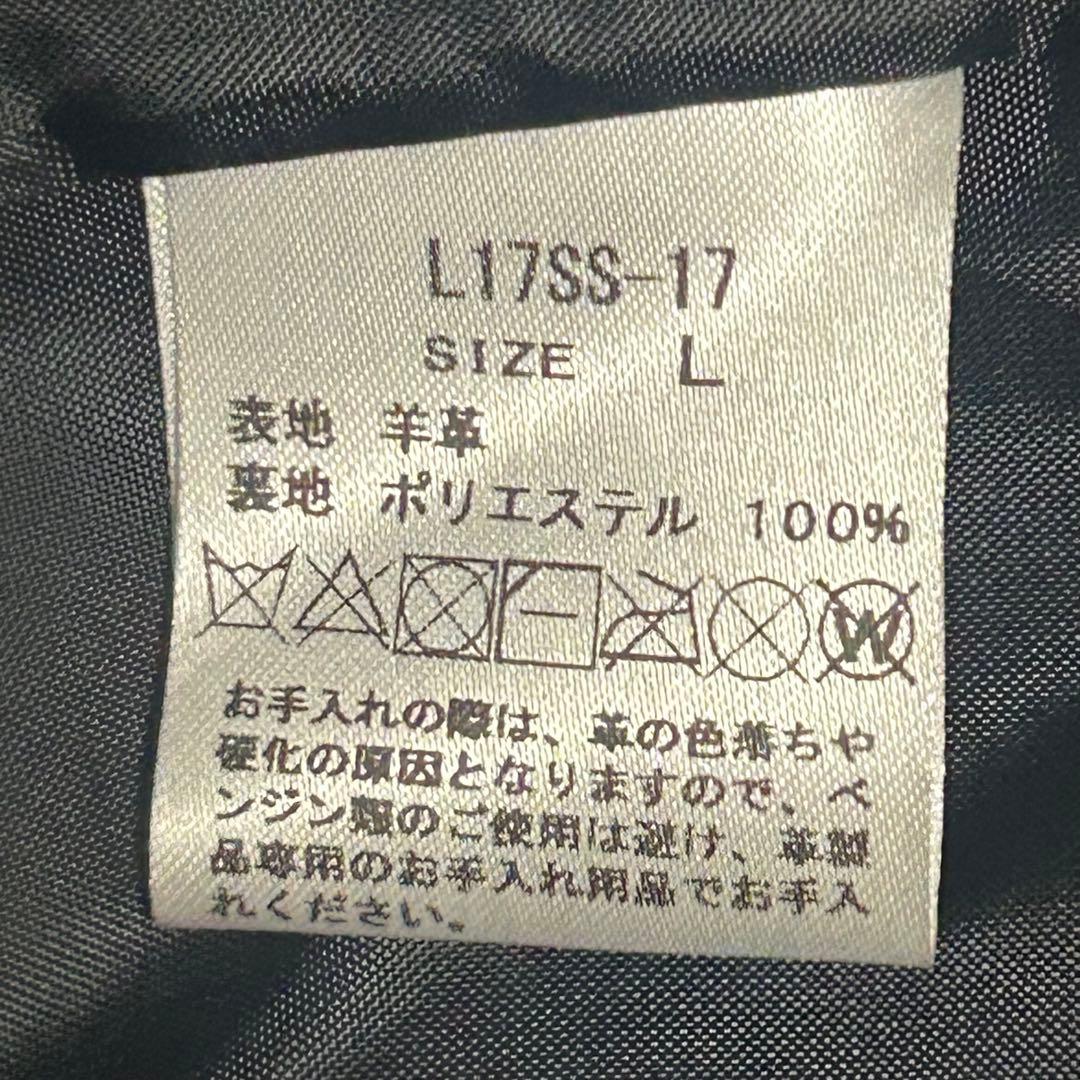 L17SS-17
SIZE L
表地 羊革
裏地 ポリエステル 100%
W
お手入れの際は、革の色落ちや
硬化の原因となりますので、ベ
ンジン類のご使用は避け、革製
品専用のお手入れ用品でお手入
れください。